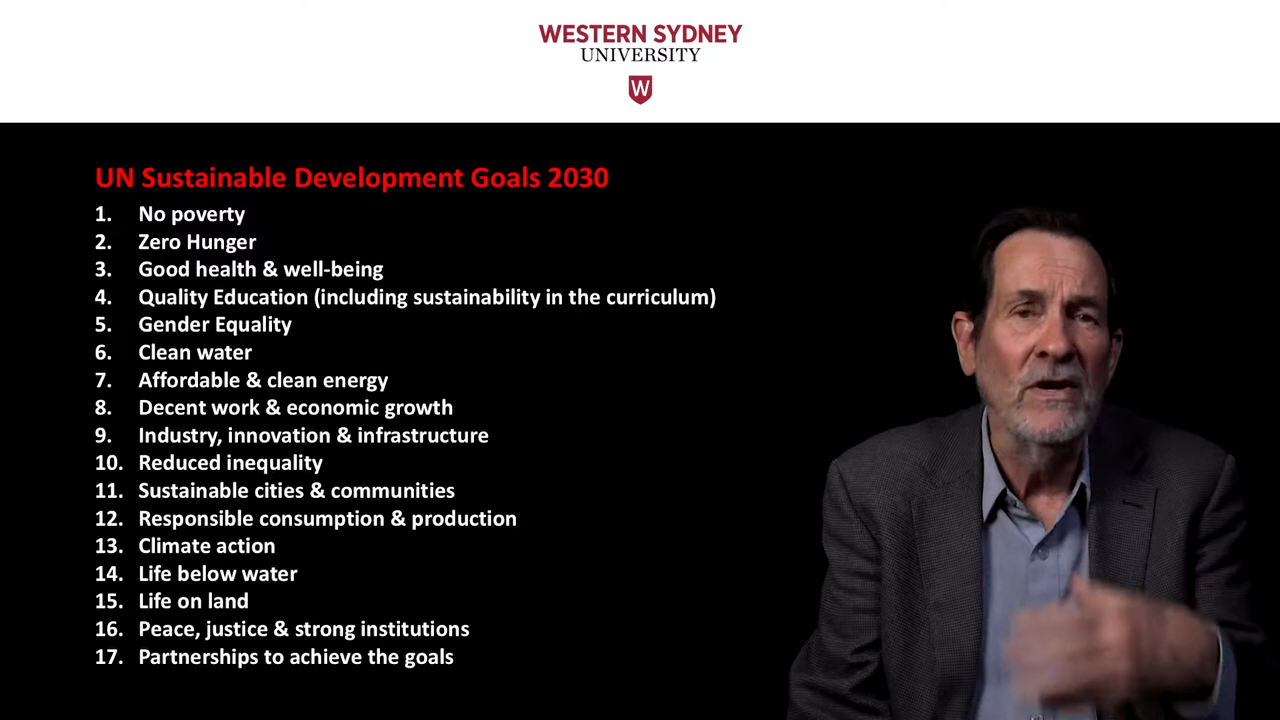 WESTERN SYDNEY
UNIVERSITY
W
UN Sustainable Development Goals 2030
1. No poverty
2. Zero Hunger
3. Good health & well-being
4. Quality Education (including sustainability in the curriculum)
5. Gender Equality
6. Clean water
7. Affordable & clean energy
8. Decent work & economic growth
9. Industry, innovation & infrastructure
10. Reduced inequality
11. Sustainable cities & communities
12. Responsible consumption & production
13. Climate action
14. Life below water
15. Life on land
16. Peace, justice & strong institutions
17. Partnerships to achieve the goals